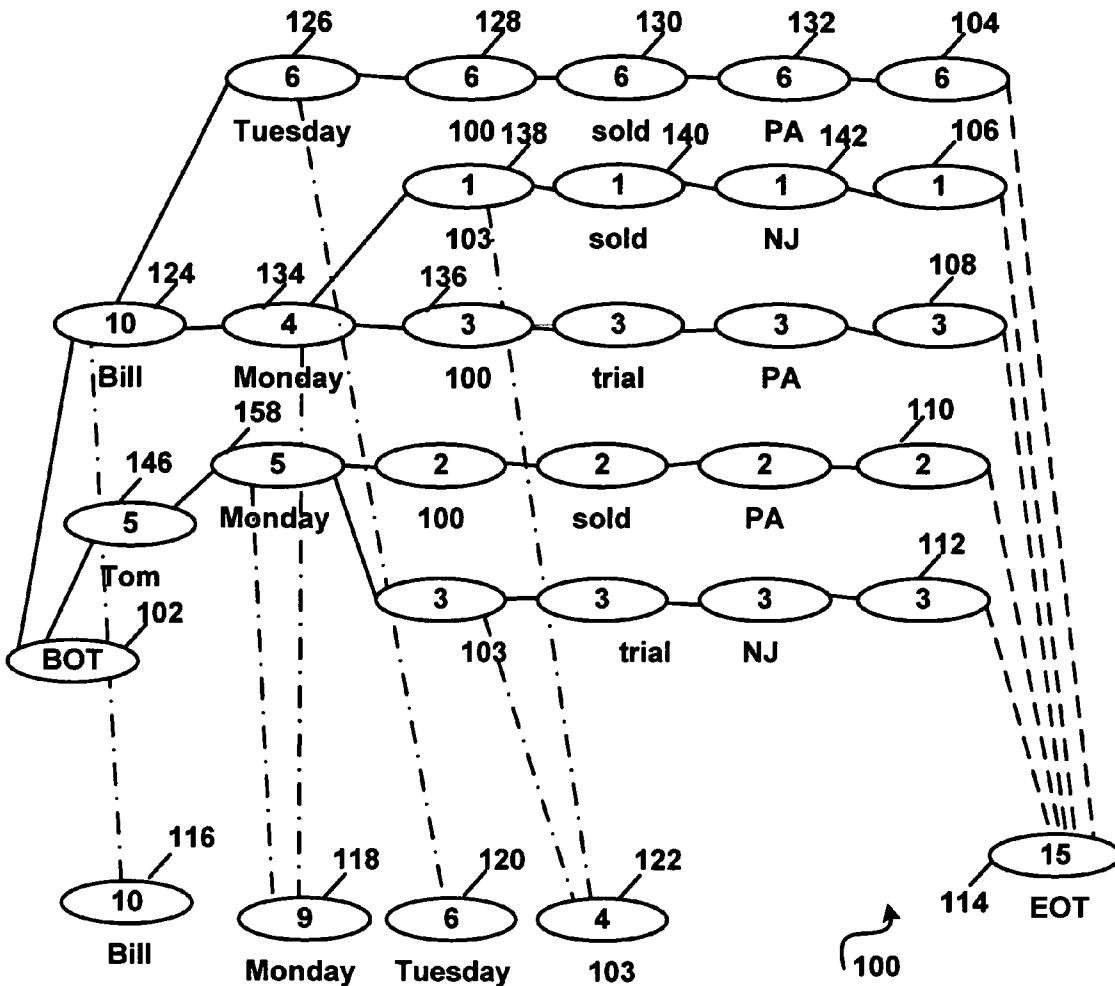 126 128 130 132 104
6 6 6 6 6
Tuesday 100 sold PA
138 140 142 106
1 1 1 1
103 sold NJ
124 134 136 108
10 4 3 3 3 3
Bill Monday 100 trial PA
158 110
146 5 2 2 2 2
Monday 100 sold PA
5
Tom
112
3 3 3 3
102 103 trial NJ
BOT
116 118 120 122
15
10 9 6 4 114 EOT
Bill Monday Tuesday 103 100